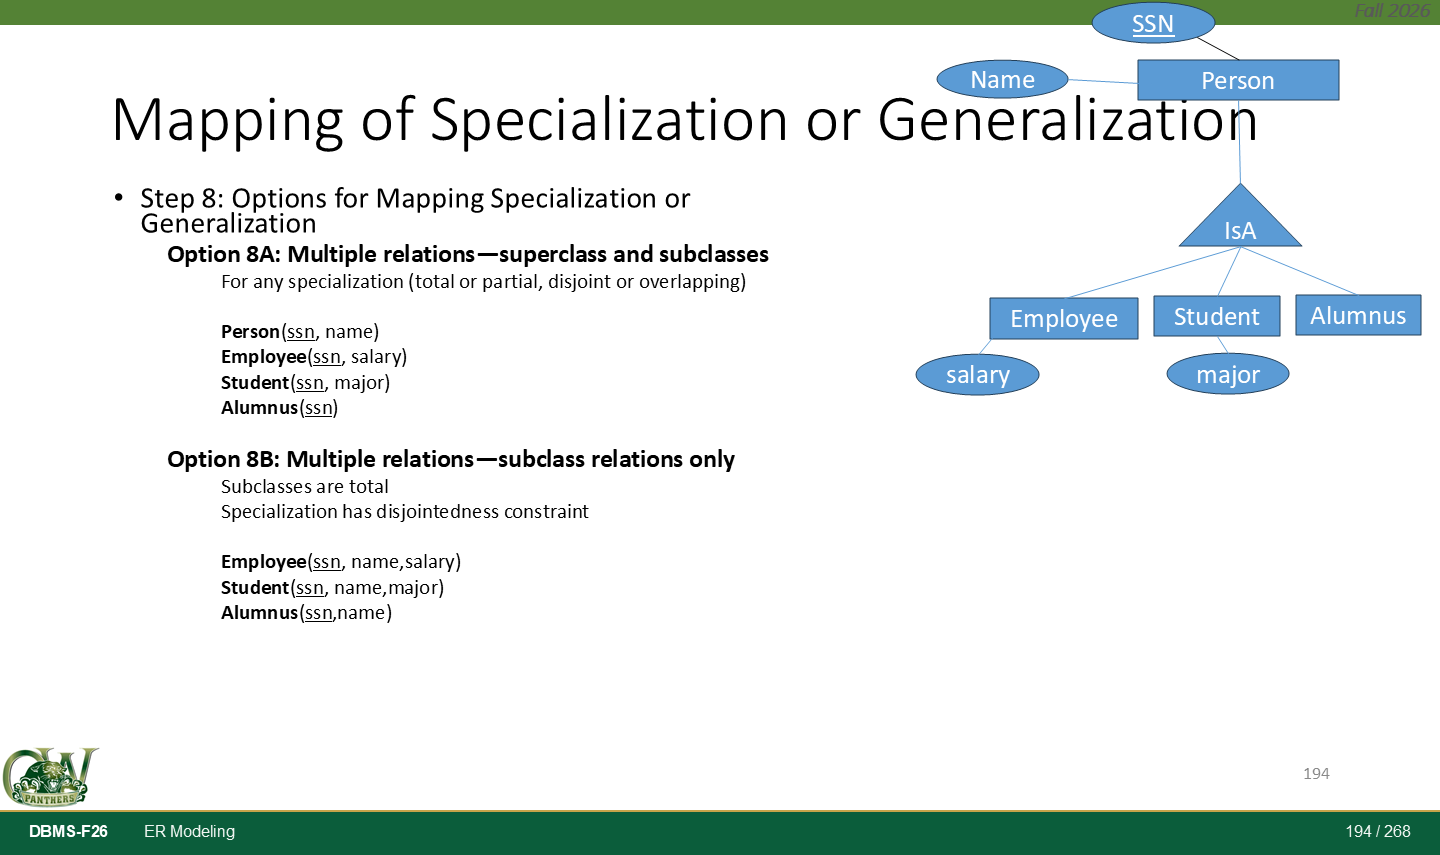 Fall 2026
SSN
Name
Person
Mapping of Specialization or Generalization
• Step 8: Options for Mapping Specialization or
Generalization
IsA
Option 8A: Multiple relations—superclass and subclasses
For any specialization (total or partial, disjoint or overlapping)
Employee
Student
Alumnus
Person(ssn, name)
Employee(ssn, salary)
Student(ssn, major)
Alumnus(ssn)
salary
major
Option 8B: Multiple relations—subclass relations only
Subclasses are total
Specialization has disjointedness constraint
Employee(ssn, name,salary)
Student(ssn, name,major)
Alumnus(ssn,name)
OW
PANTHERS
194
DBMS-F26 ER Modeling 194 / 268